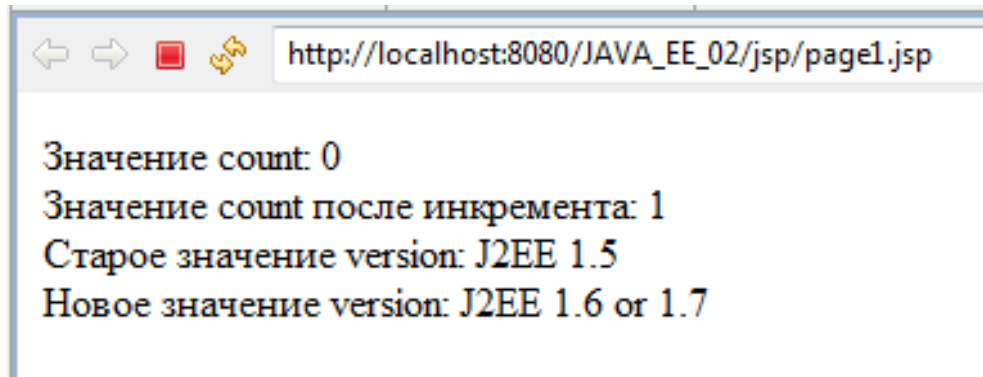 http://localhost:8080/JAVA_EE_02/jsp/page1.jsp
Значение count: 0
Значение count после инкремента: 1
Старое значение version: J2EE 1.5
Новое значение version: J2EE 1.6 or 1.7